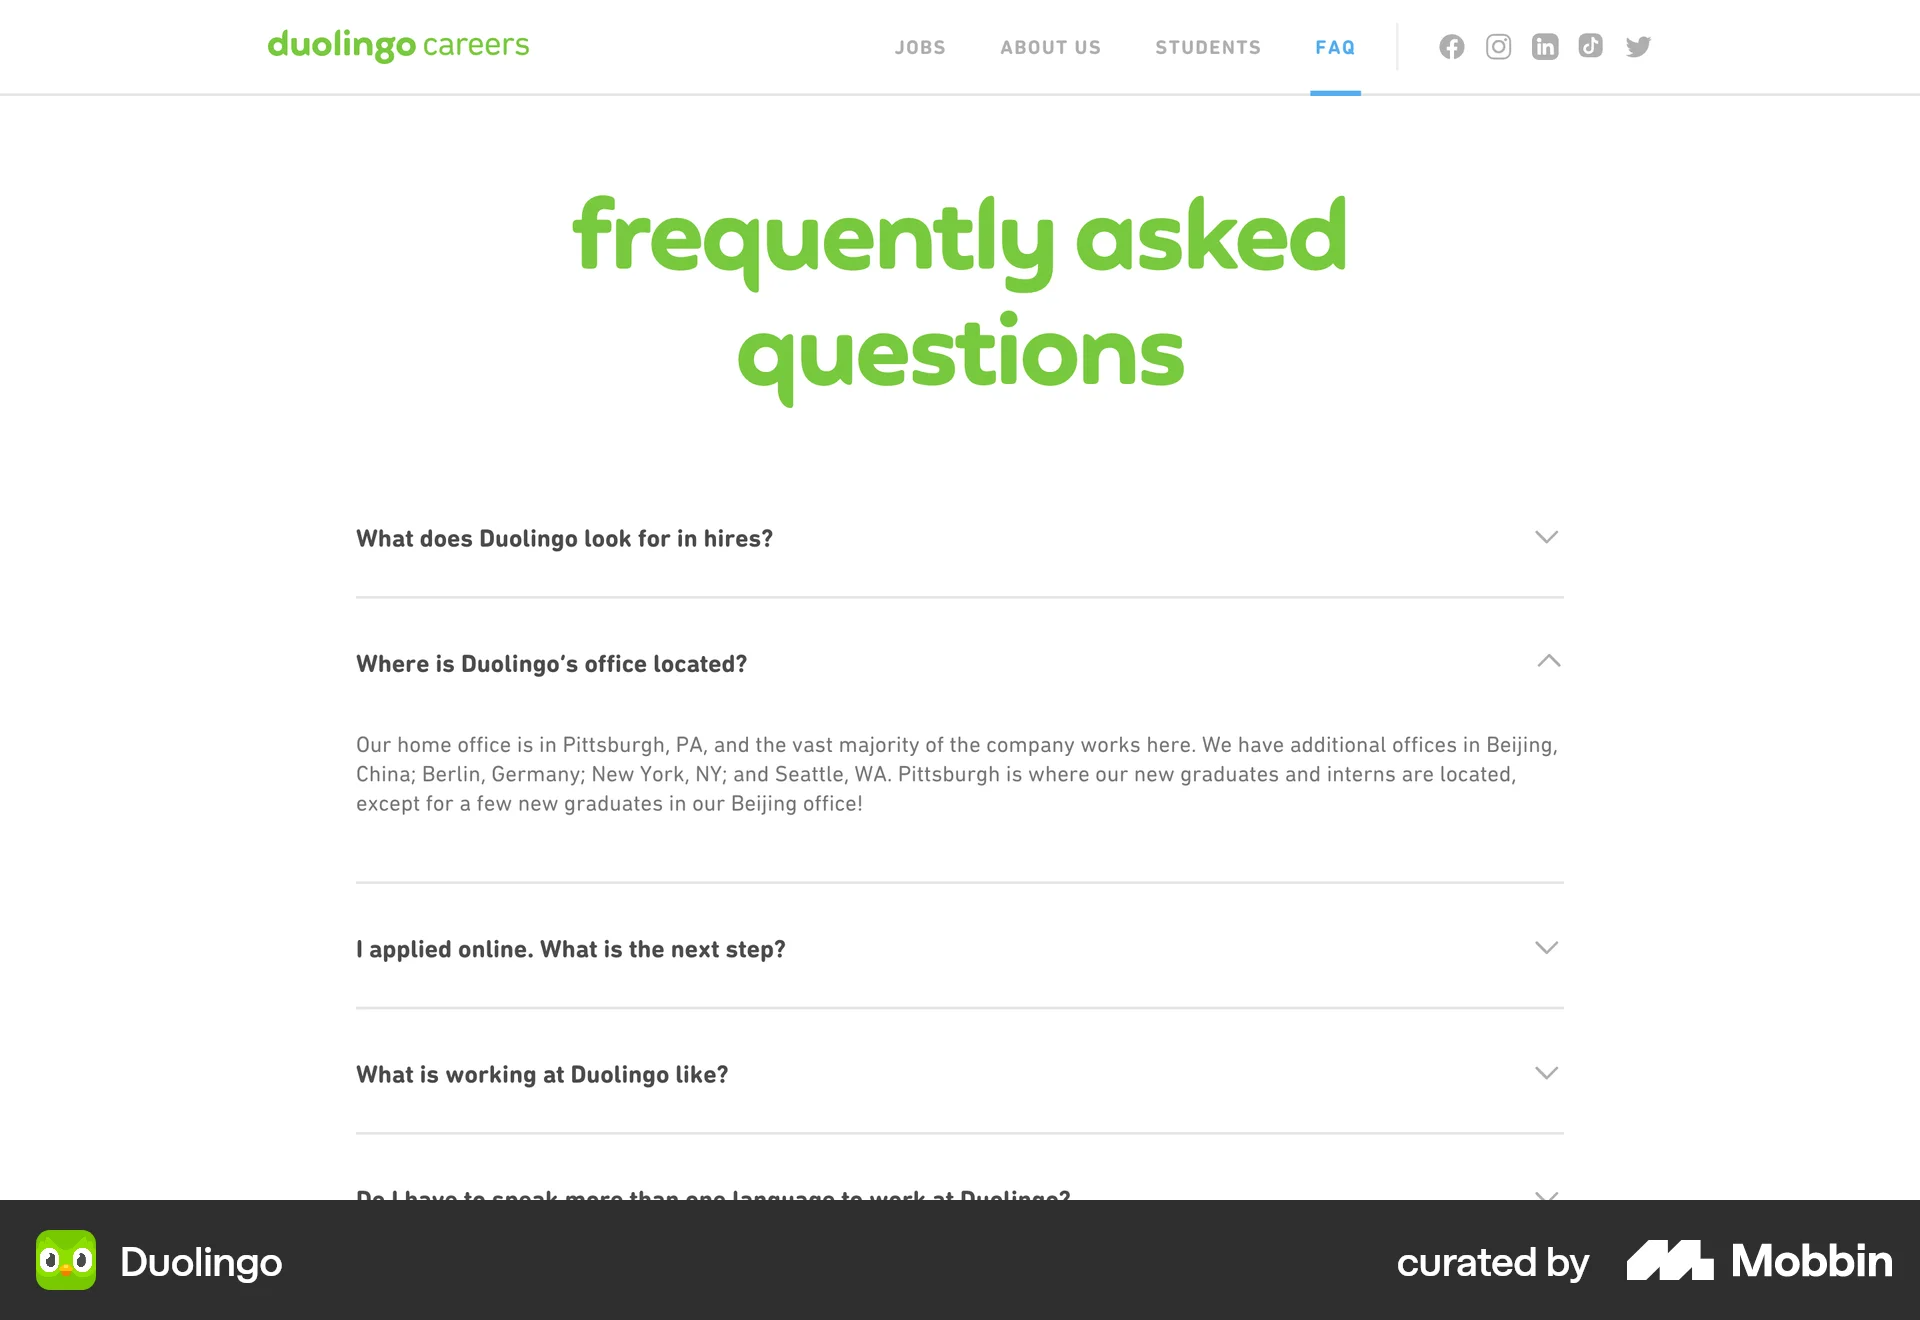 duolingo careers
JOBS
ABOUT US
STUDENTS
FAQ
frequently asked
questions
What does Duolingo look for in hires?
Where is Duolingo’s office located?
Our home office is in Pittsburgh, PA, and the vast majority of the company works here. We have additional offices in Beijing,
China; Berlin, Germany; New York, NY; and Seattle, WA. Pittsburgh is where our new graduates and interns are located,
except for a few new graduates in our Beijing office!
I applied online. What is the next step?
What is working at Duolingo like?
Do I have to speak more than one language to work at Duolingo?
Duolingo
curated by
Mobbin